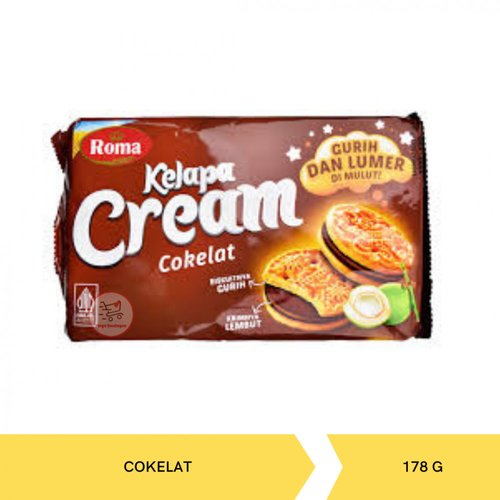 Roma
Kelapa
Cream
Cokelat
GURIH
DAN LUMER
DI MULUT!
BISKUITNYA
GURIH
KRIMNYA
LEMBUT
COKELAT
178 G